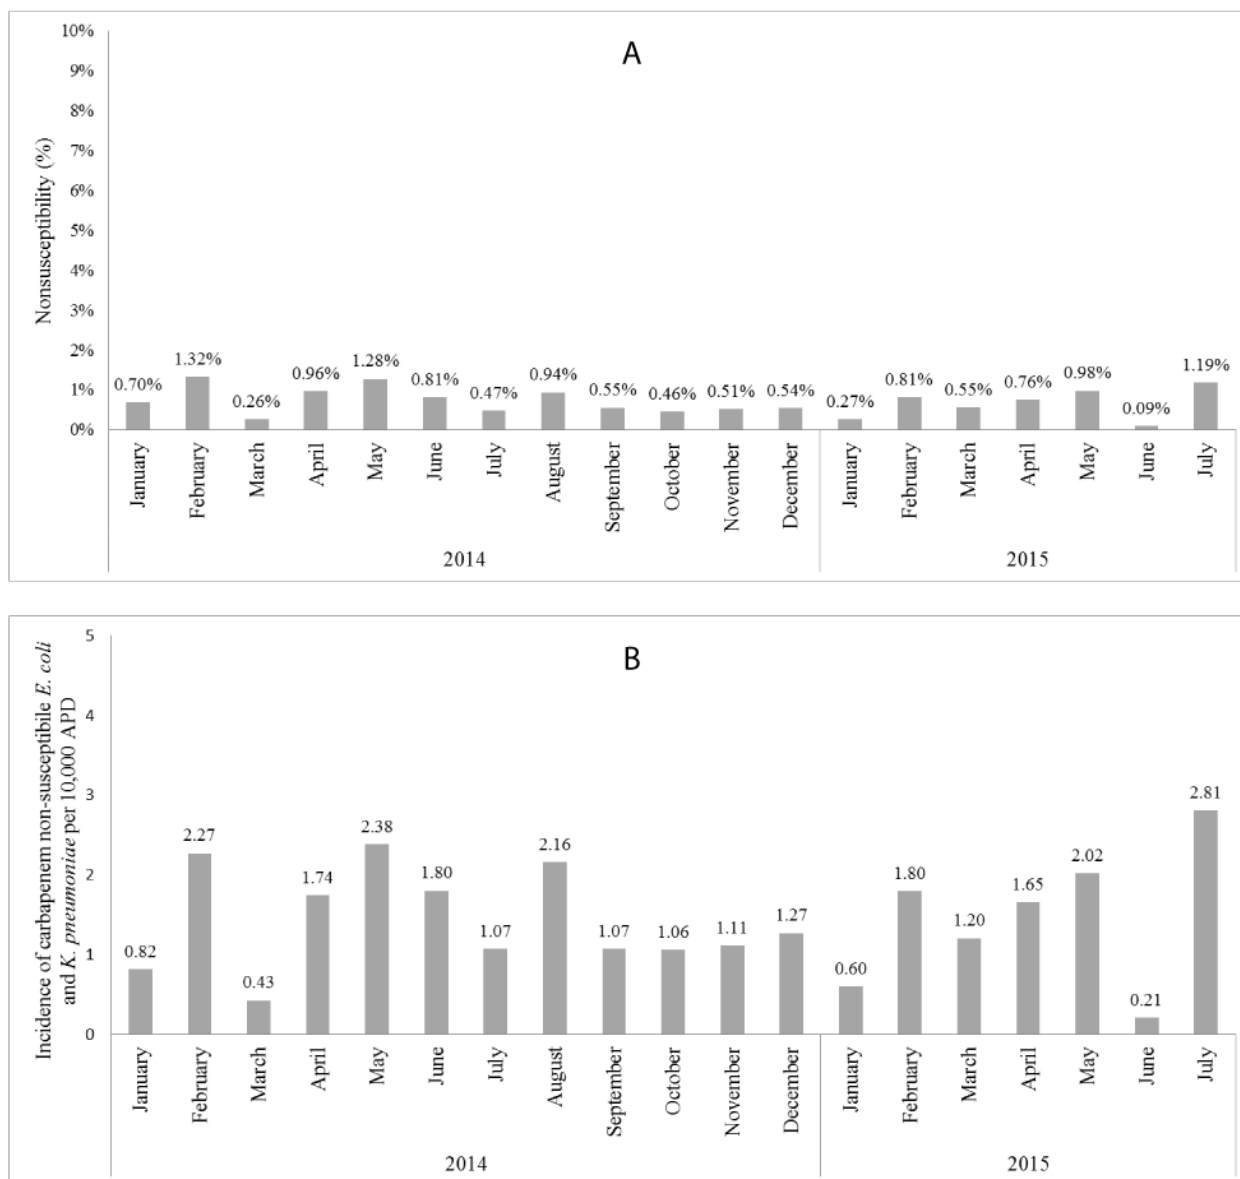 A
Nonsusceptibility (%)
10%
9%
8%
7%
6%
5%
4%
3%
2%
1%
0%
0.70%
1.32%
0.26%
0.96%
1.28%
0.81%
0.47%
0.94%
0.55%
0.46%
0.51%
0.54%
0.27%
0.81%
0.55%
0.76%
0.98%
0.09%
1.19%
January
February
March
April
May
June
July
August
September
October
November
December
January
February
March
April
May
June
July
2014
2015
B
Incidence of carbapenem non-susceptibile E. coli
and K. pneumoniae per 10,000 APD
5
4
3
2
1
0
0.82
2.27
0.43
1.74
2.38
1.80
1.07
2.16
1.07
1.06
1.11
1.27
0.60
1.80
1.20
1.65
2.02
0.21
2.81
January
February
March
April
May
June
July
August
September
October
November
December
January
February
March
April
May
June
July
2014
2015